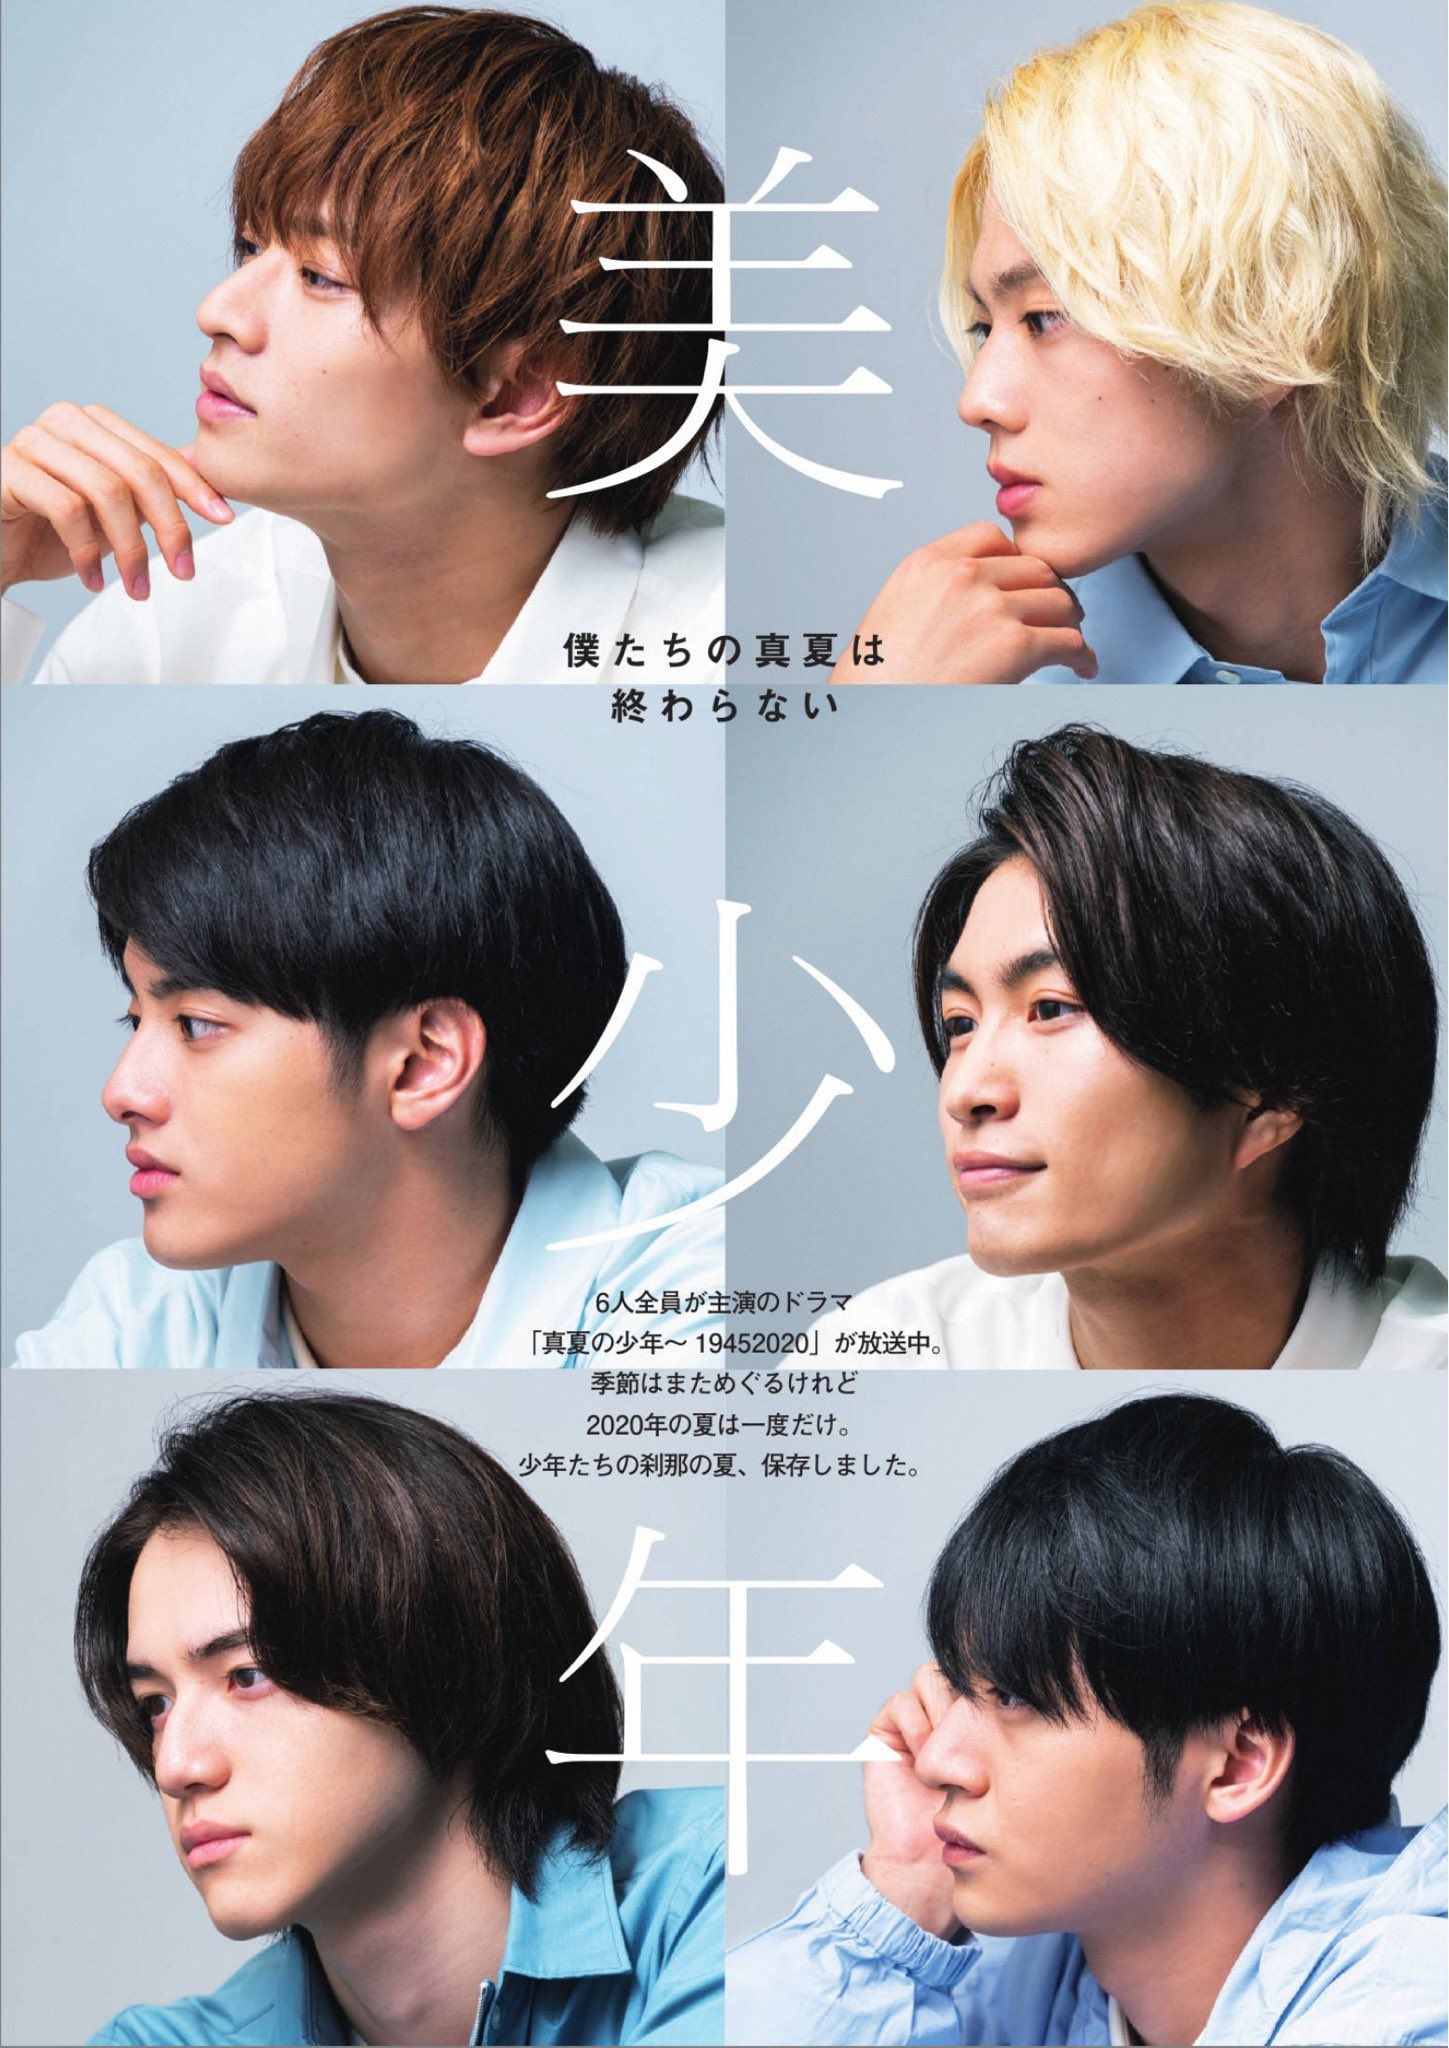 美
僕たちの真夏は
終わらない
少
6人全員が主演のドラマ
「真夏の少年〜19452020」が放送中。
季節はまためぐるけれど
2020年の夏は一度だけ。
少年たちの刹那の夏、保存しました。
年